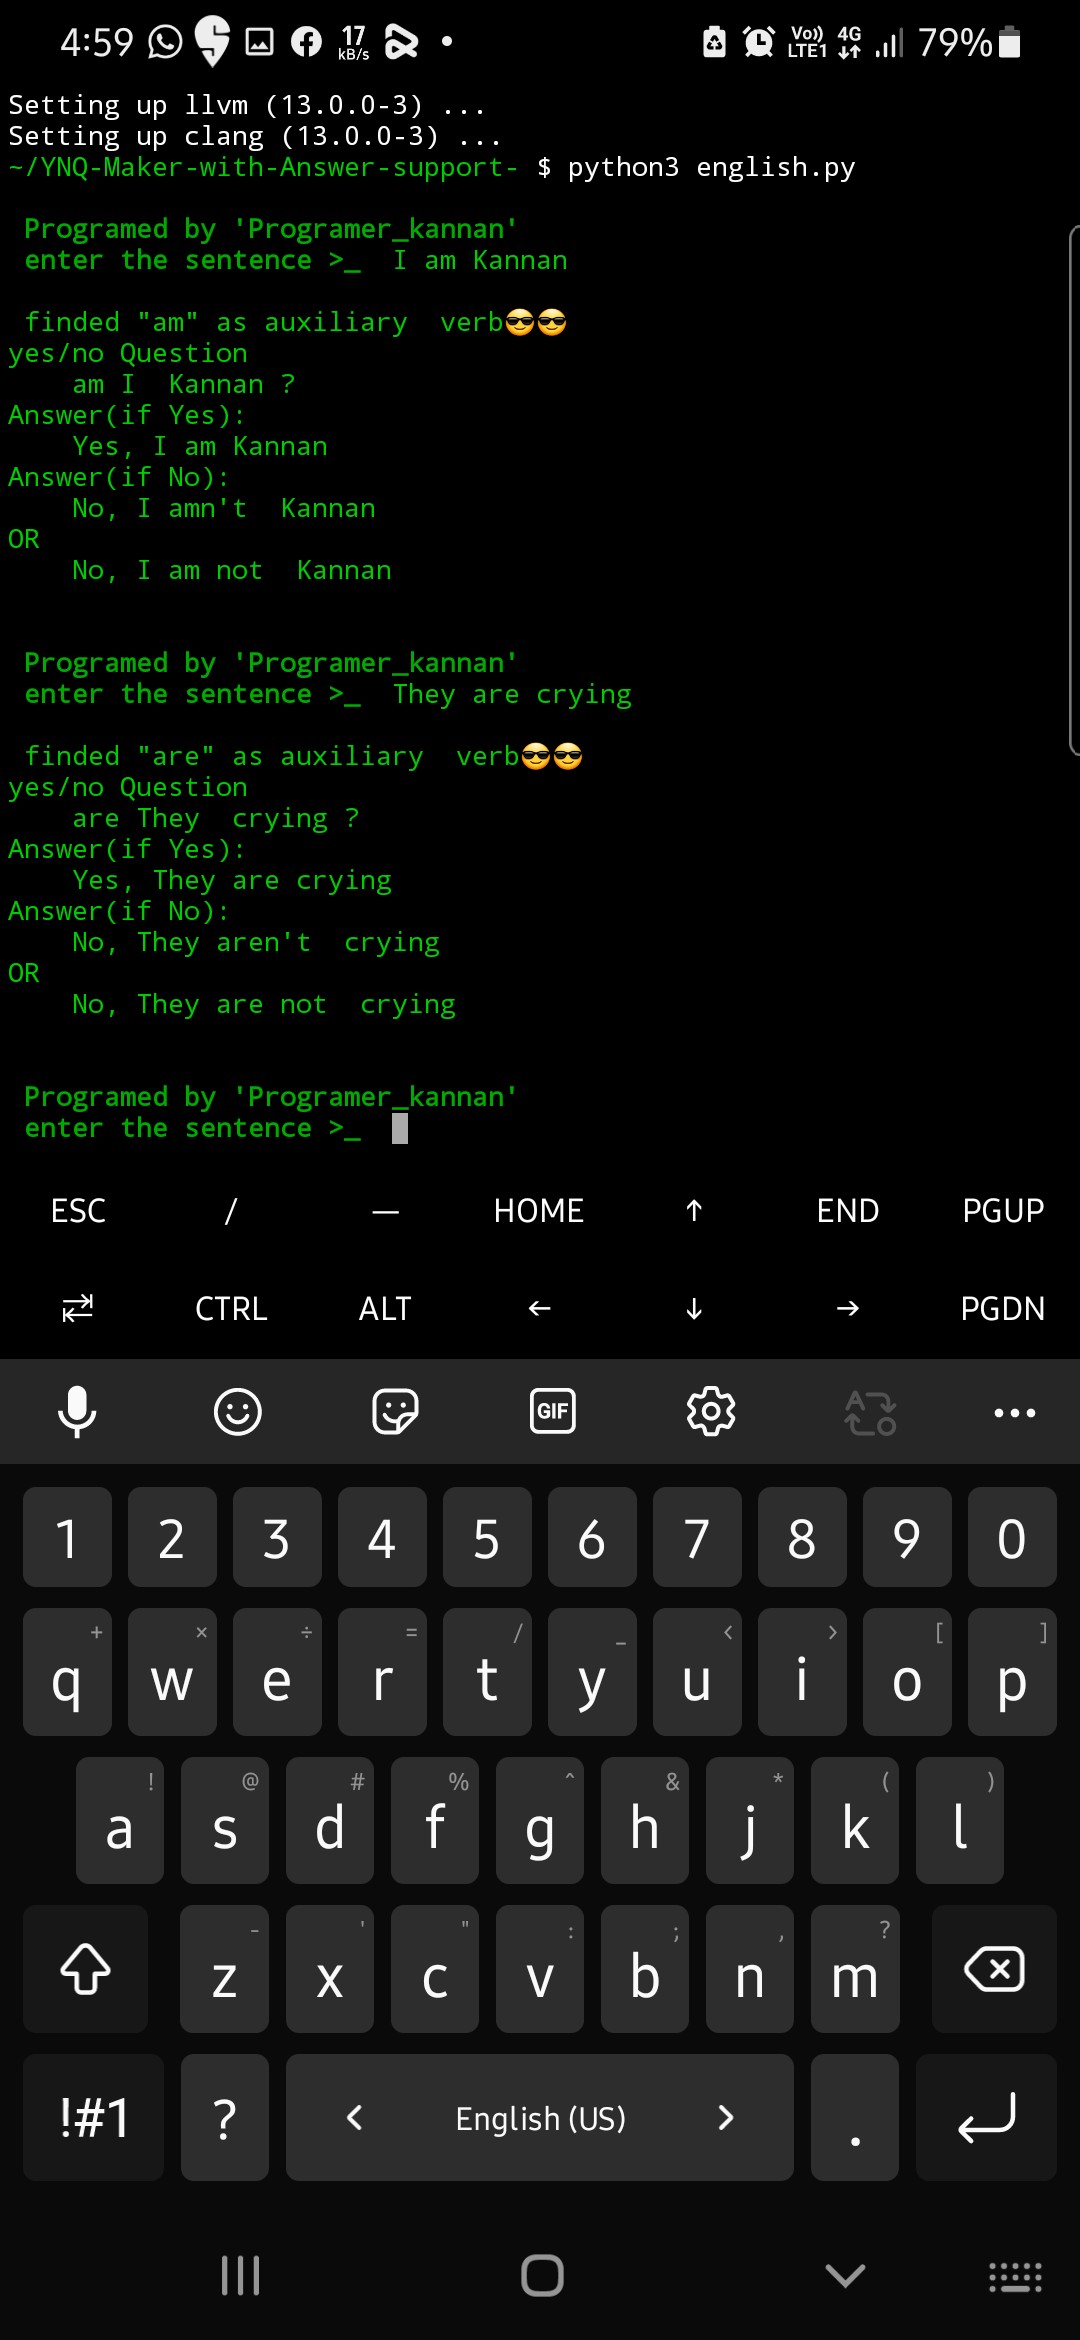 4:59 17 kB/s Vo)) LTE1 4G 79%
Setting up llvm (13.0.0-3) ...
Setting up clang (13.0.0-3) ...
~/YNQ-Maker-with-Answer-support- $ python3 english.py
Programed by 'Programer_kannan'
enter the sentence >_ I am Kannan
finded "am" as auxiliary verb😎😎
yes/no Question
am I Kannan ?
Answer(if Yes):
Yes, I am Kannan
Answer(if No):
No, I amn't Kannan
OR
No, I am not Kannan
Programed by 'Programer_kannan'
enter the sentence >_ They are crying
finded "are" as auxiliary verb😎😎
yes/no Question
are They crying ?
Answer(if Yes):
Yes, They are crying
Answer(if No):
No, They aren't crying
OR
No, They are not crying
Programed by 'Programer_kannan'
enter the sentence >_
ESC / — HOME ↑ END PGUP
⇄ CTRL ALT ← ↓ → PGDN
GIF
1 2 3 4 5 6 7 8 9 0
+ × ÷ = / _ < > [ ]
q w e r t y u i o p
! @ # % ^ & * ( )
a s d f g h j k l
- ' " : ; , ?
z x c v b n m
!#1 ? < English (US) > .